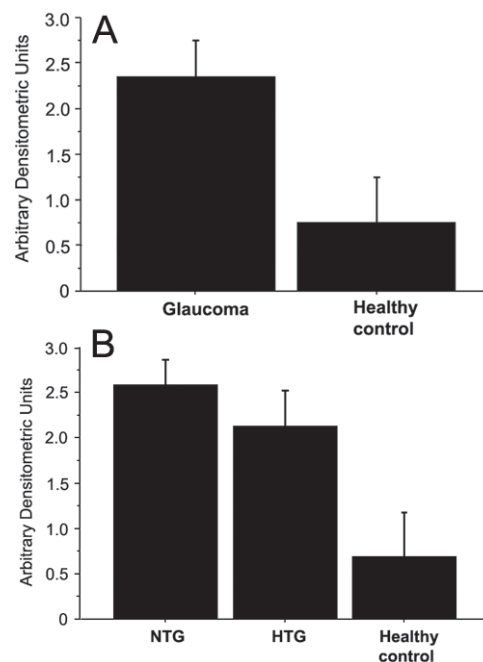 A
Arbitrary Densitometric Units
3.0
2.5
2.0
1.5
1.0
0.5
0
Glaucoma
Healthy
control
B
Arbitrary Densitometric Units
3.0
2.5
2.0
1.5
1.0
0.5
0
NTG
HTG
Healthy
control